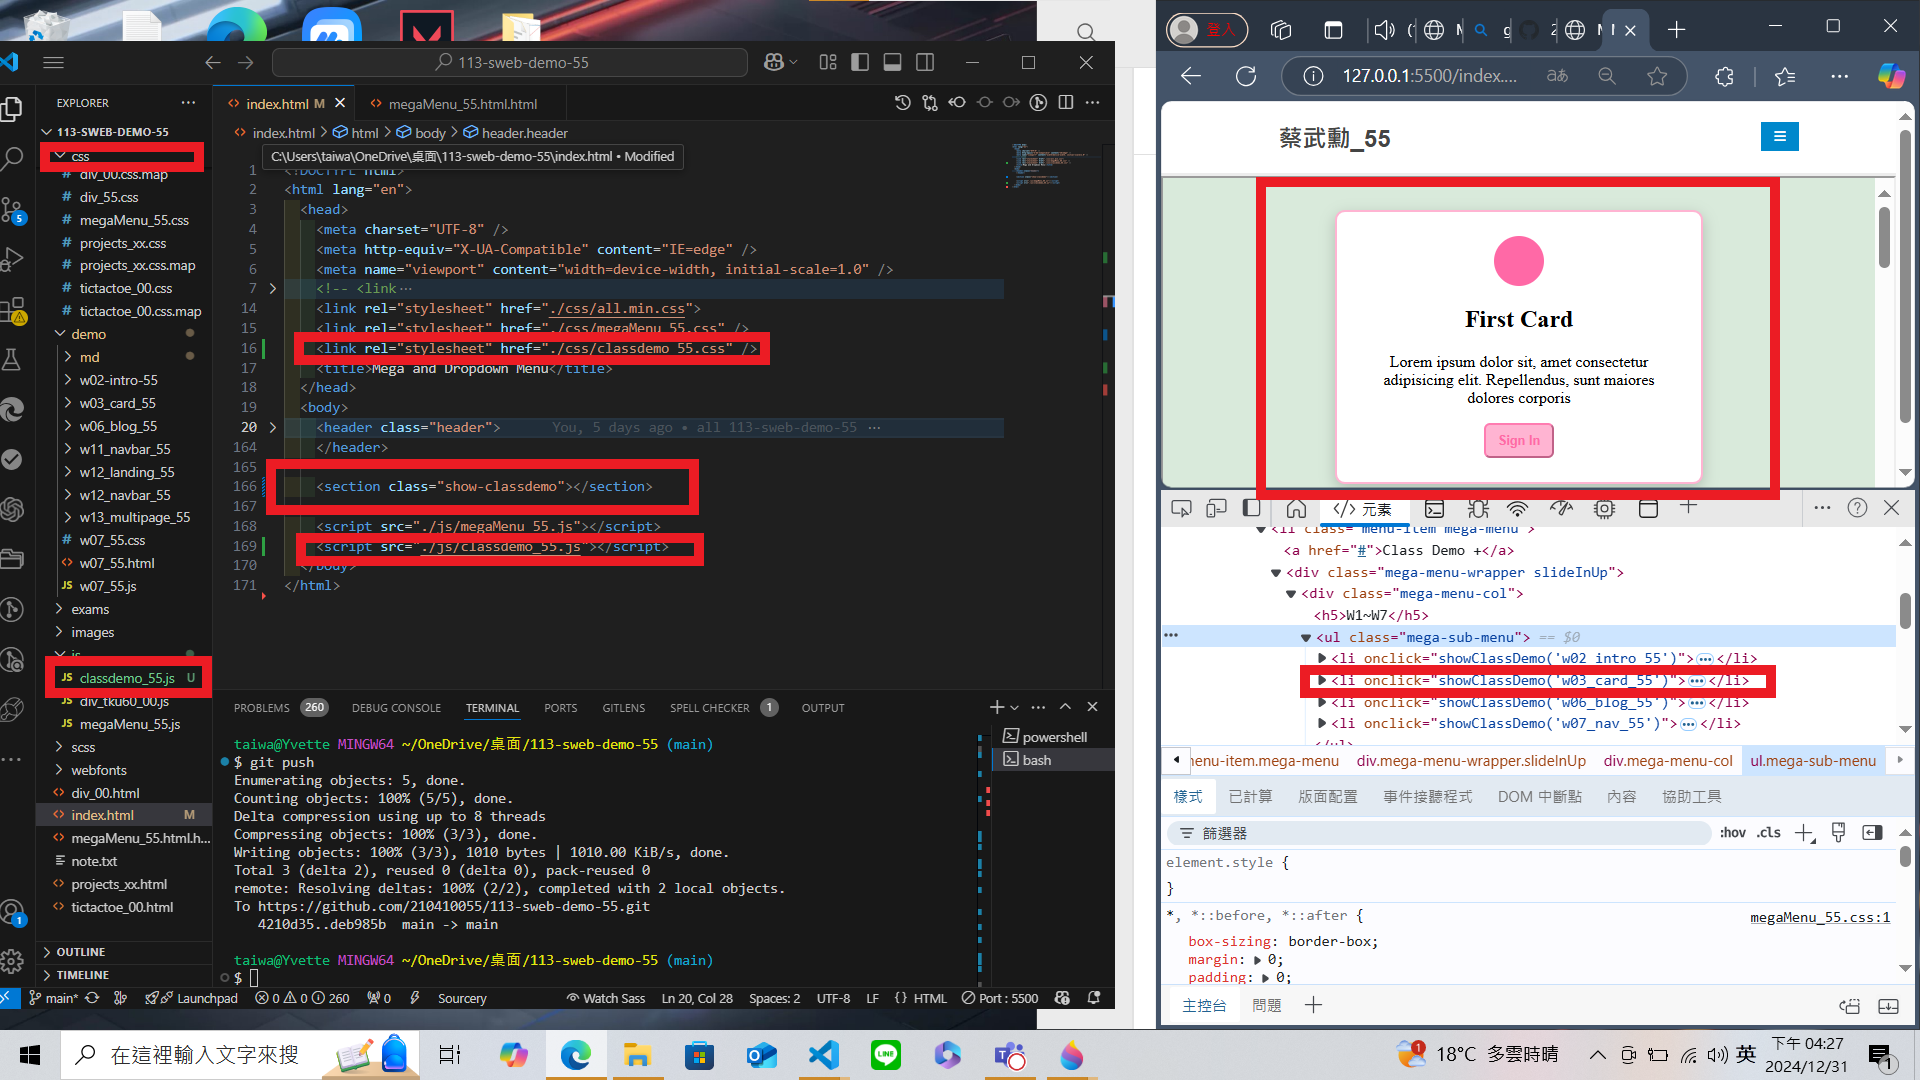 113-sweb-demo-55
EXPLORER
113-SWEB-DEMO-55
css
div_00.css.map
div_55.css
megaMenu_55.css
projects_xx.css
projects_xx.css.map
tictactoe_00.css
tictactoe_00.css.map
demo
md
w02-intro-55
w03_card_55
w06_blog_55
w11_navbar_55
w12_landing_55
w12_navbar_55
w13_multipage_55
w07_55.css
w07_55.html
w07_55.js
exams
images
js
classdemo_55.js U
div_tku60_00.js
megaMenu_55.js
scss
webfonts
div_00.html
index.html M
megaMenu_55.html.h...
note.txt
projects_xx.html
tictactoe_00.html
OUTLINE
TIMELINE
index.html M
megaMenu_55.html.html
index.html > html > body > header.header
C:\Users\taiwa\OneDrive\桌面\113-sweb-demo-55\index.html • Modified
1 <!DOCTYPE html>
2 <html lang="en">
3 <head>
4 <meta charset="UTF-8" />
5 <meta http-equiv="X-UA-Compatible" content="IE=edge" />
6 <meta name="viewport" content="width=device-width, initial-scale=1.0" />
7 <!-- <link ...
14 <link rel="stylesheet" href="./css/all.min.css">
15 <link rel="stylesheet" href="./css/megaMenu_55.css" />
16 <link rel="stylesheet" href="./css/classdemo_55.css" />
17 <title>Mega and Dropdown Menu</title>
18 </head>
19 <body>
20 <header class="header"> You, 5 days ago • all 113-sweb-demo-55 ...
164 </header>
165
166 <section class="show-classdemo"></section>
167
168 <script src="./js/megaMenu_55.js"></script>
169 <script src="./js/classdemo_55.js"></script>
170 </body>
171 </html>
PROBLEMS 260 DEBUG CONSOLE TERMINAL PORTS GITLENS SPELL CHECKER 1 OUTPUT
powershell
bash
taiwa@Yvette MINGW64 ~/OneDrive/桌面/113-sweb-demo-55 (main)
$ git push
Enumerating objects: 5, done.
Counting objects: 100% (5/5), done.
Delta compression using up to 8 threads
Compressing objects: 100% (3/3), done.
Writing objects: 100% (3/3), 1010 bytes | 1010.00 KiB/s, done.
Total 3 (delta 2), reused 0 (delta 0), pack-reused 0
remote: Resolving deltas: 100% (2/2), completed with 2 local objects.
To https://github.com/210410055/113-sweb-demo-55.git
4210d35..deb985b main -> main
taiwa@Yvette MINGW64 ~/OneDrive/桌面/113-sweb-demo-55 (main)
$
main* Launchpad 0 0 260 0 Sourcery Watch Sass Ln 20, Col 28 Spaces: 2 UTF-8 LF {} HTML Port : 5500
登入
127.0.0.1:5500/index....
蔡武勳_55
First Card
Lorem ipsum dolor sit, amet consectetur
adipisicing elit. Repellendus, sunt maiores
dolores corporis
Sign In
元素
<li class="menu-item mega-menu">
<a href="#">Class Demo +</a>
<div class="mega-menu-wrapper slideInUp">
<div class="mega-menu-col">
<h5>W1~W7</h5>
<ul class="mega-sub-menu"> == $0
<li onclick="showClassDemo('w02_intro_55')">...</li>
<li onclick="showClassDemo('w03_card_55')">...</li>
<li onclick="showClassDemo('w06_blog_55')">...</li>
<li onclick="showClassDemo('w07_nav_55')">...</li>
</ul>
enu-item.mega-menu div.mega-menu-wrapper.slideInUp div.mega-menu-col ul.mega-sub-menu
樣式 已計算 版面配置 事件接聽程式 DOM 中斷點 內容 協助工具
篩選器 :hov .cls
element.style {
}
*, *::before, *::after { megaMenu_55.css:1
box-sizing: border-box;
margin: 0;
padding: 0;
主控台 問題
在這裡輸入文字來搜
18°C 多雲時晴
英
下午 04:27
2024/12/31